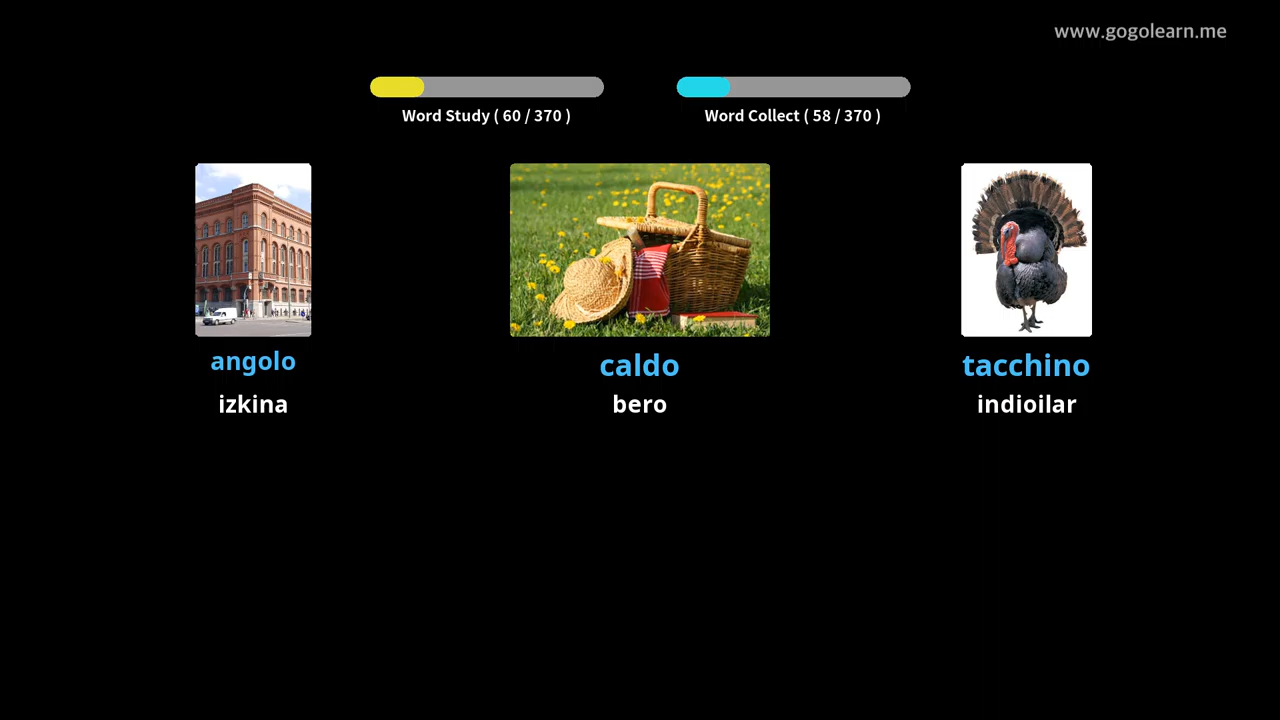 www.gogolearn.me
Word Study ( 60 / 370 )
Word Collect ( 58 / 370 )
angolo
izkina
caldo
bero
tacchino
indioilar